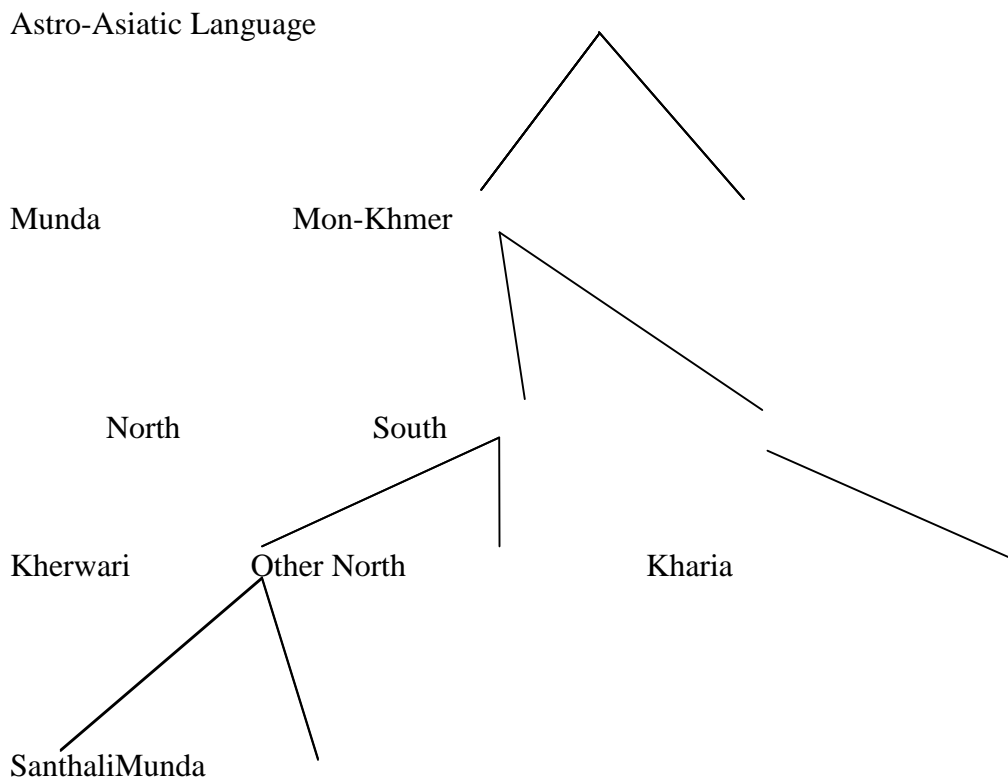 Astro-Asiatic Language
Munda Mon-Khmer
North South
Kherwari Other North Kharia
SanthaliMunda